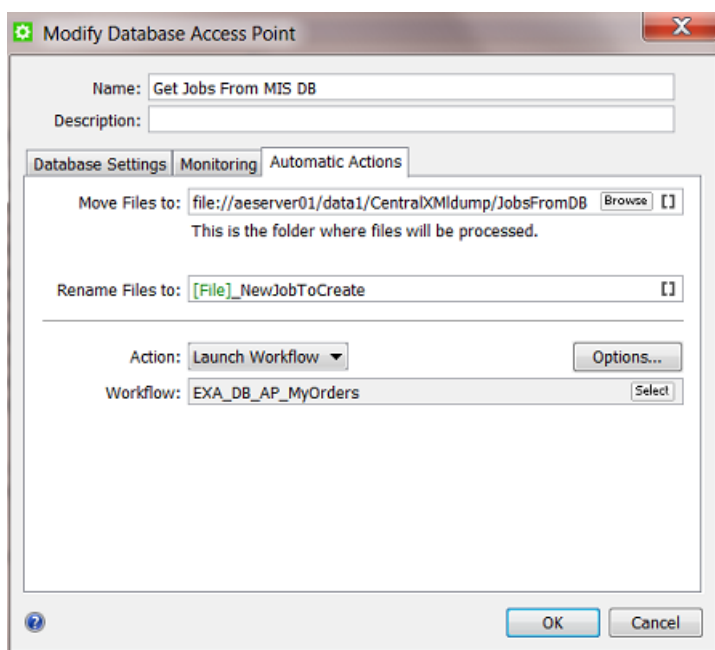 Modify Database Access Point
Name: Get Jobs From MIS DB
Description:
Database Settings Monitoring Automatic Actions
Move Files to: file://aeserver01/data1/CentralXMldump/JobsFromDB Browse []
This is the folder where files will be processed.
Rename Files to: [File]_NewJobToCreate []
Action: Launch Workflow Options...
Workflow: EXA_DB_AP_MyOrders Select
OK Cancel